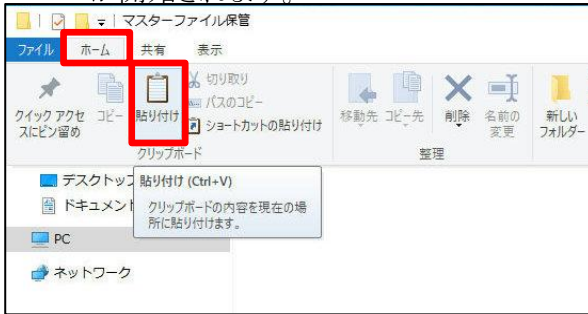 マスターファイル保管
ファイル ホーム 共有 表示
クイック アクセスにピン留め
コピー
貼り付け
切り取り
パスのコピー
ショートカットの貼り付け
クリップボード
移動先 コピー先 削除 名前の変更
整理
新しいフォルダー
デスクトップ
貼り付け (Ctrl+V)
クリップボードの内容を現在の場
所に貼り付けます。
ドキュメント
PC
ネットワーク